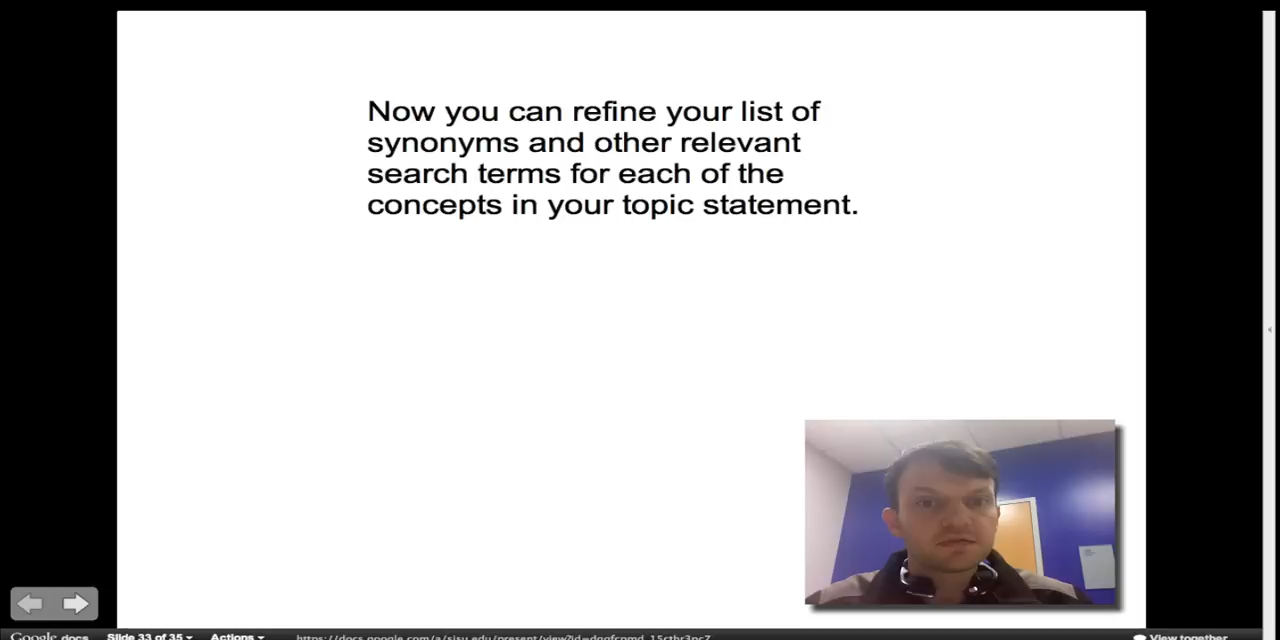 Now you can refine your list of
synonyms and other relevant
search terms for each of the
concepts in your topic statement.
Google docs
Slide 33 of 35
Actions
View together